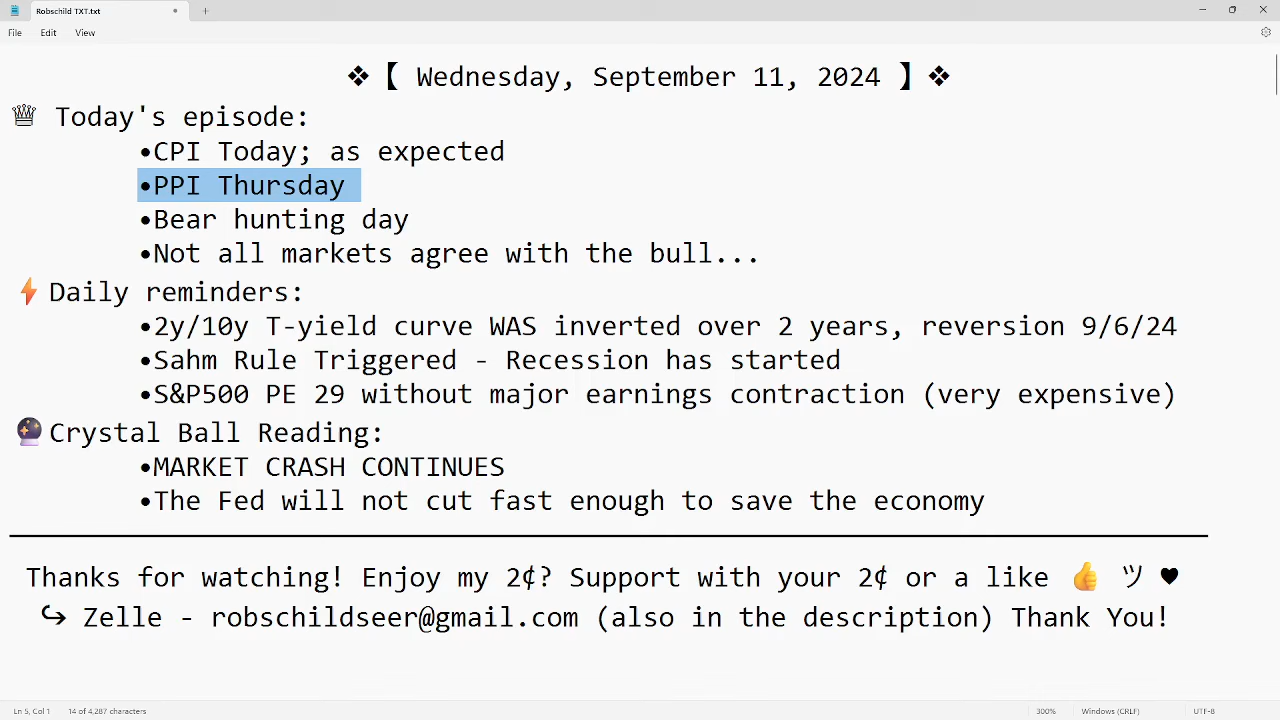 Robschild TXT.txt
File Edit View
❖【 Wednesday, September 11, 2024 】❖
♕ Today's episode:
•CPI Today; as expected
•PPI Thursday
•Bear hunting day
•Not all markets agree with the bull...
⚡Daily reminders:
•2y/10y T-yield curve WAS inverted over 2 years, reversion 9/6/24
•Sahm Rule Triggered - Recession has started
•S&P500 PE 29 without major earnings contraction (very expensive)
🔮Crystal Ball Reading:
•MARKET CRASH CONTINUES
•The Fed will not cut fast enough to save the economy
Thanks for watching! Enjoy my 2¢? Support with your 2¢ or a like 👍 ツ ♥
↪ Zelle - robschildseer@gmail.com (also in the description) Thank You!
Ln 5, Col 1 14 of 4,287 characters 300% Windows (CRLF) UTF-8